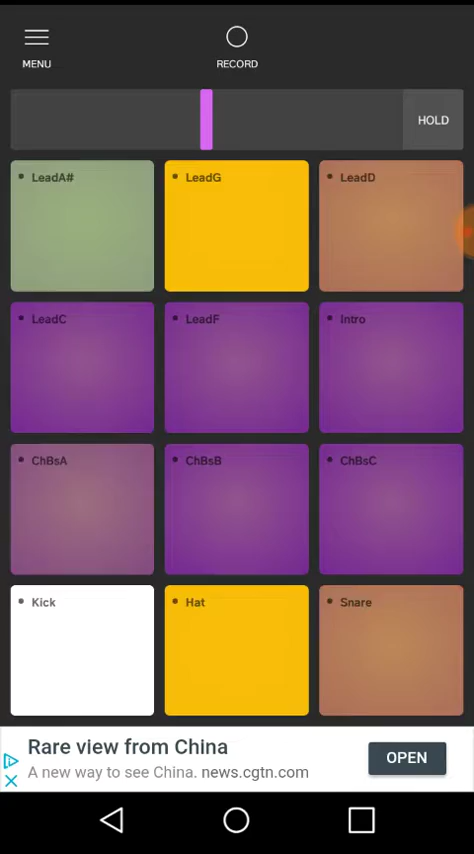 MENU
RECORD
HOLD
LeadA#
LeadG
LeadD
LeadC
LeadF
Intro
ChBsA
ChBsB
ChBsC
Kick
Hat
Snare
Rare view from China
A new way to see China. news.cgtn.com
OPEN